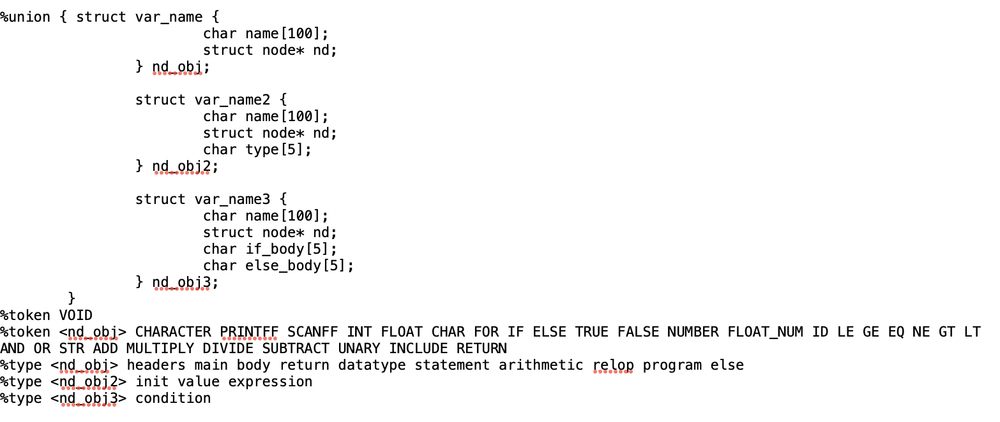 %union { struct var_name {
char name[100];
struct node* nd;
} nd_obj;
struct var_name2 {
char name[100];
struct node* nd;
char type[5];
} nd_obj2;
struct var_name3 {
char name[100];
struct node* nd;
char if_body[5];
char else_body[5];
} nd_obj3;
}
%token VOID
%token <nd_obj> CHARACTER PRINTFF SCANFF INT FLOAT CHAR FOR IF ELSE TRUE FALSE NUMBER FLOAT_NUM ID LE GE EQ NE GT LT
AND OR STR ADD MULTIPLY DIVIDE SUBTRACT UNARY INCLUDE RETURN
%type <nd_obj> headers main body return datatype statement arithmetic relop program else
%type <nd_obj2> init value expression
%type <nd_obj3> condition